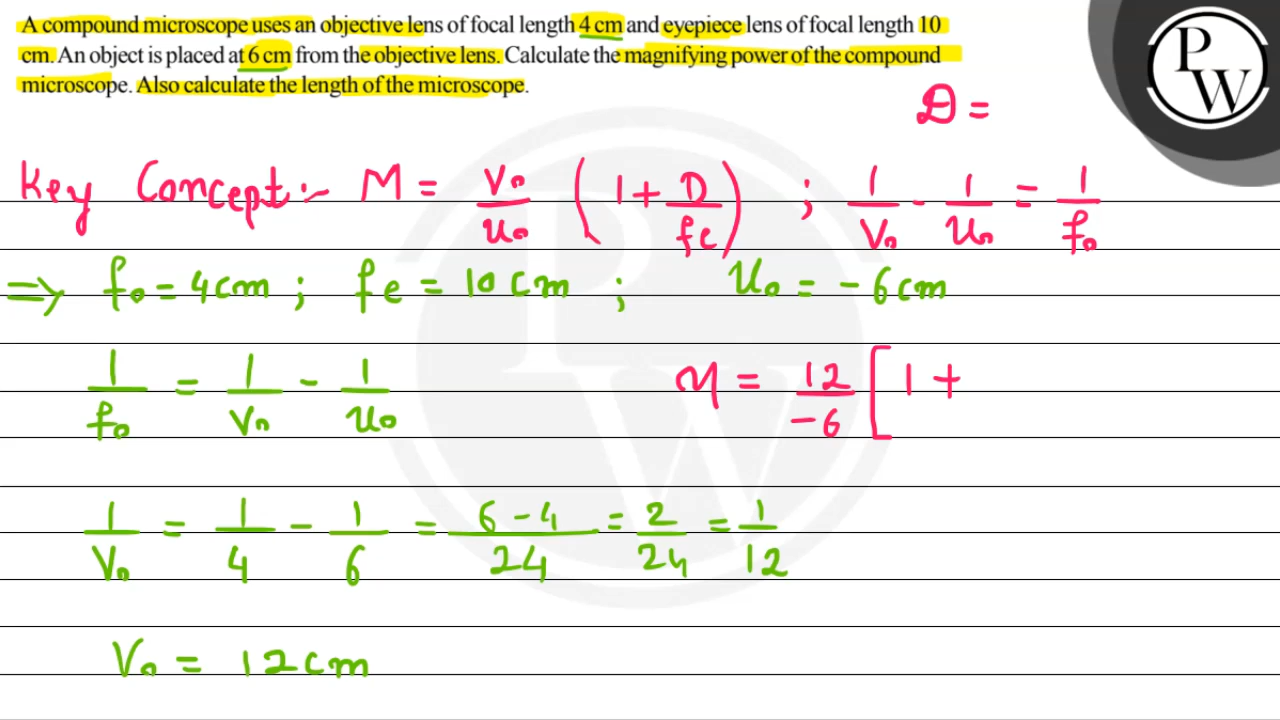 A compound microscope uses an objective lens of focal length 4 cm and eyepiece lens of focal length 10
cm. An object is placed at 6 cm from the objective lens. Calculate the magnifying power of the compound
microscope. Also calculate the length of the microscope.
P
W
D =
Key Concept:- M = V₀/u₀ (1 + D/fe) ; 1/V₀ - 1/u₀ = 1/f₀
⇒ f₀ = 4cm ; fe = 10cm ; u₀ = -6cm
1/f₀ = 1/V₀ - 1/u₀
M = 12/-6 [1 +
1/V₀ = 1/4 - 1/6 = 6-4/24 = 2/24 = 1/12
V₀ = 12cm